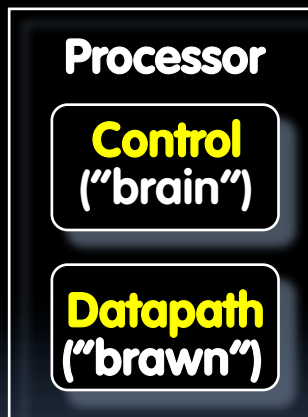 Processor
Control
("brain")
Datapath
("brawn")